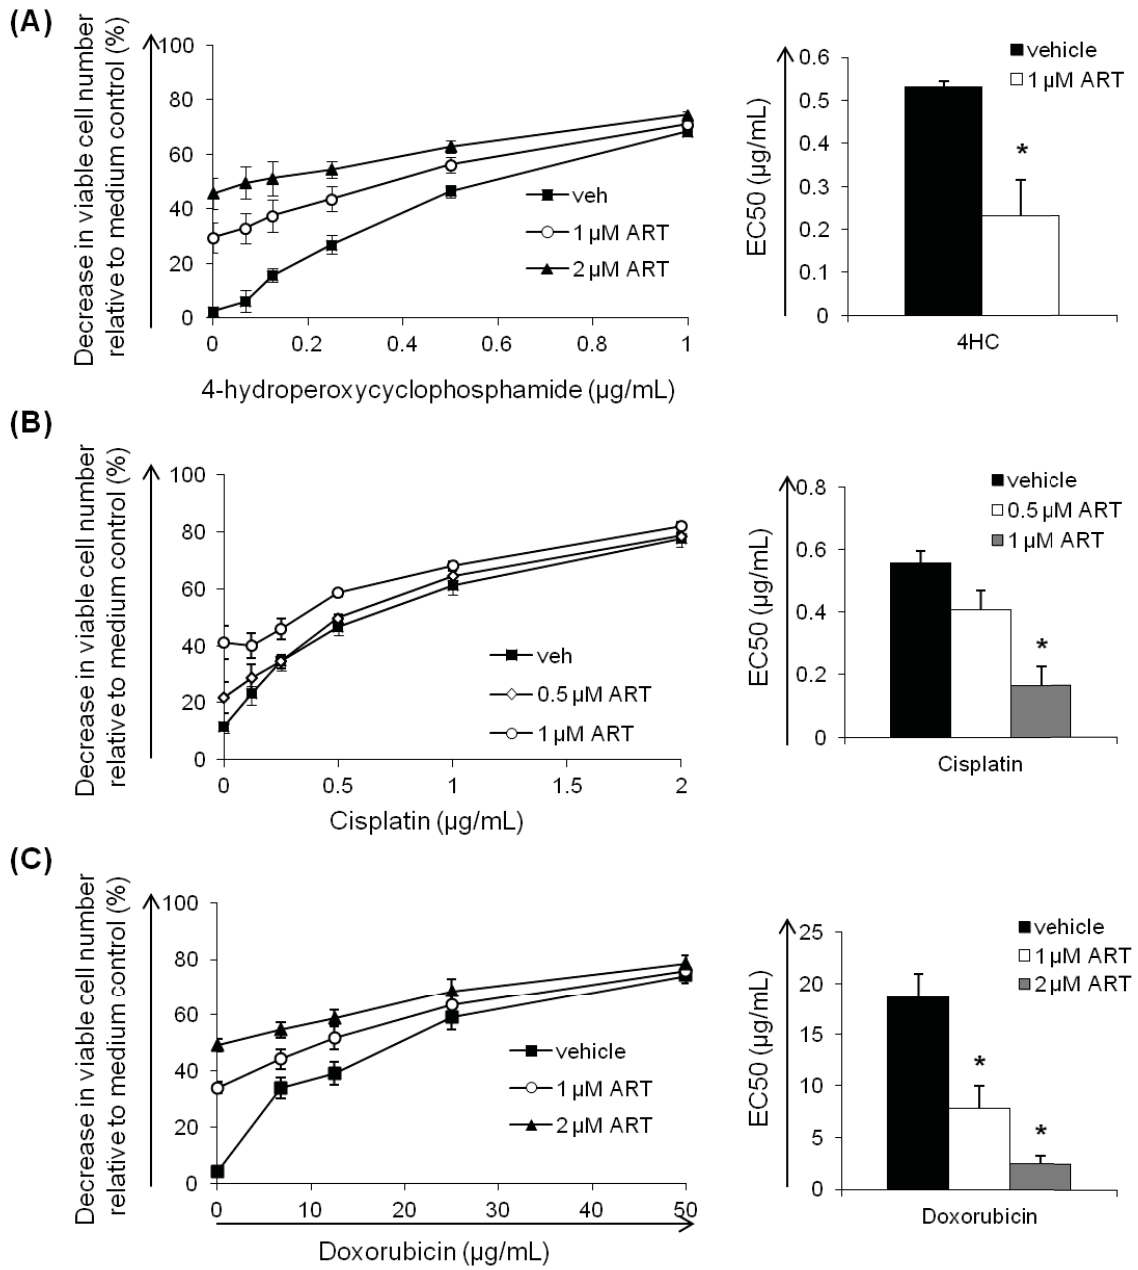 (A)
Decrease in viable cell number
relative to medium control (%)
100
80
60
40
20
0
veh
1 µM ART
2 µM ART
0
0.2
0.4
0.6
0.8
1
4-hydroperoxycyclophosphamide (µg/mL)
EC50 (µg/mL)
0.6
0.5
0.4
0.3
0.2
0.1
0
vehicle
1 µM ART
*
4HC
(B)
Decrease in viable cell number
relative to medium control (%)
100
80
60
40
20
0
veh
0.5 µM ART
1 µM ART
0
0.5
1
1.5
2
Cisplatin (µg/mL)
EC50 (µg/mL)
0.8
0.6
0.4
0.2
0
vehicle
0.5 µM ART
1 µM ART
*
Cisplatin
(C)
Decrease in viable cell number
relative to medium control (%)
100
80
60
40
20
0
vehicle
1 µM ART
2 µM ART
0
10
20
30
40
50
Doxorubicin (µg/mL)
EC50 (µg/mL)
25
20
15
10
5
0
vehicle
1 µM ART
2 µM ART
*
*
Doxorubicin